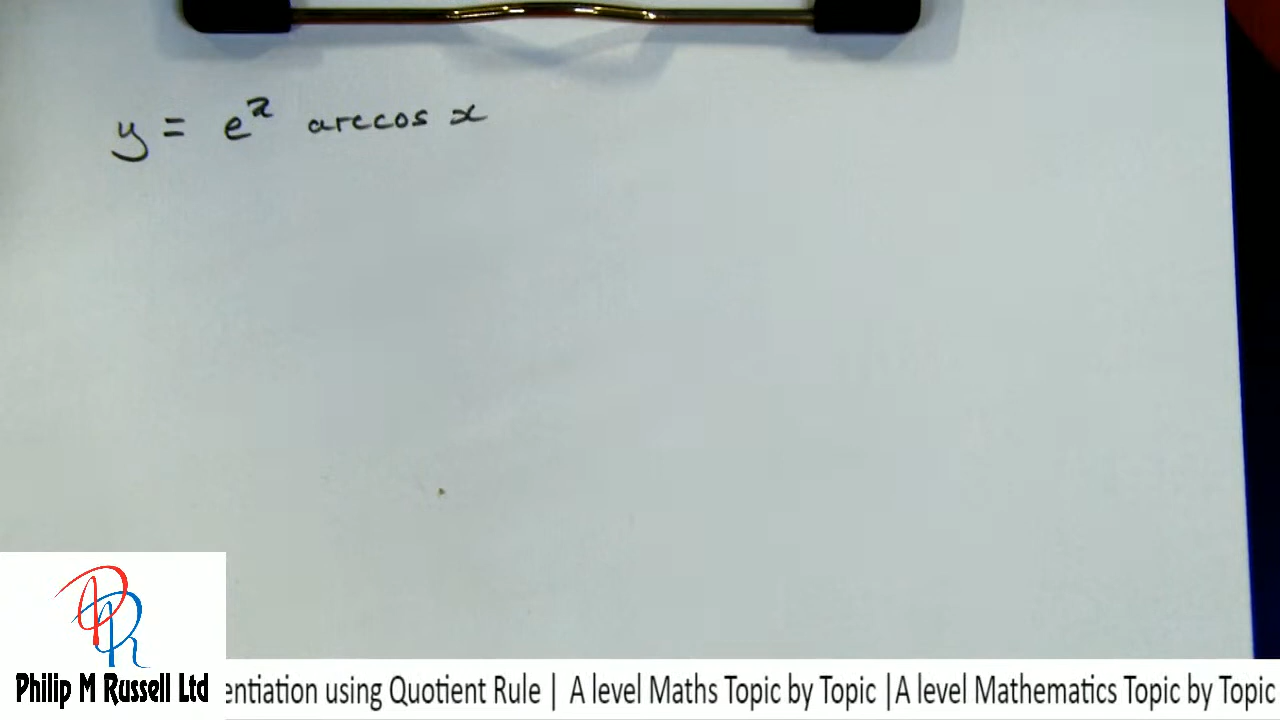 y = e^x arccos x
Philip M Russell Ltd
entiation using Quotient Rule | A level Maths Topic by Topic |A level Mathematics Topic by Topic